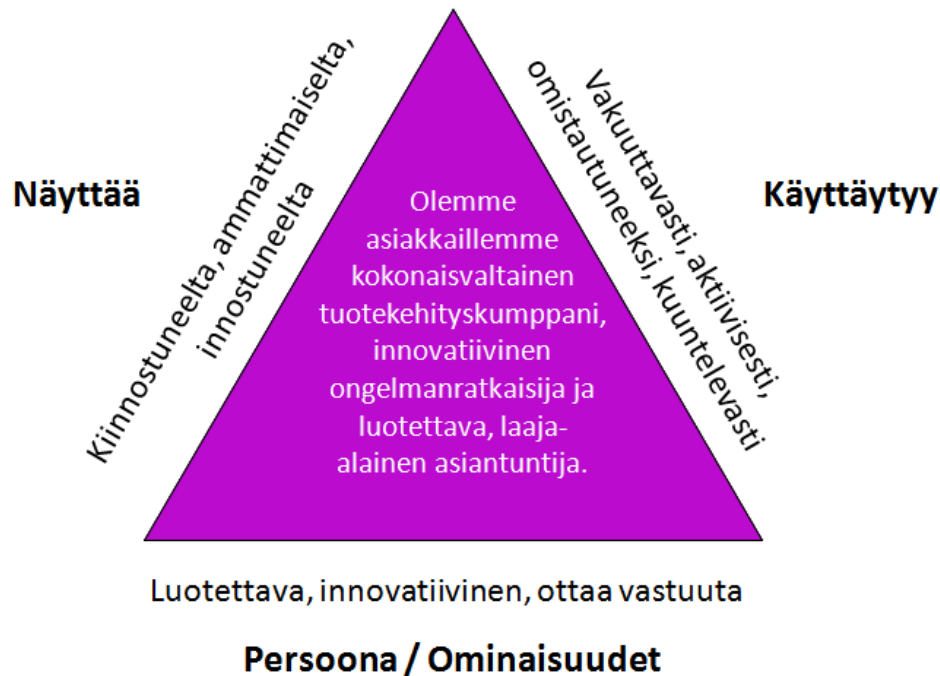 Näyttää
Kiinnostuneelta, ammattimaiselta,
innostuneelta
Olemme
asiakkaillemme
kokonaisvaltainen
tuotekehityskumppani,
innovatiivinen
ongelmanratkaisija ja
luotettava, laaja-
alainen asiantuntija.
Vakuuttavasti, aktiivisesti,
omistautuneeksi, kuuntelevasti
Käyttäytyy
Luotettava, innovatiivinen, ottaa vastuuta
Persoona / Ominaisuudet